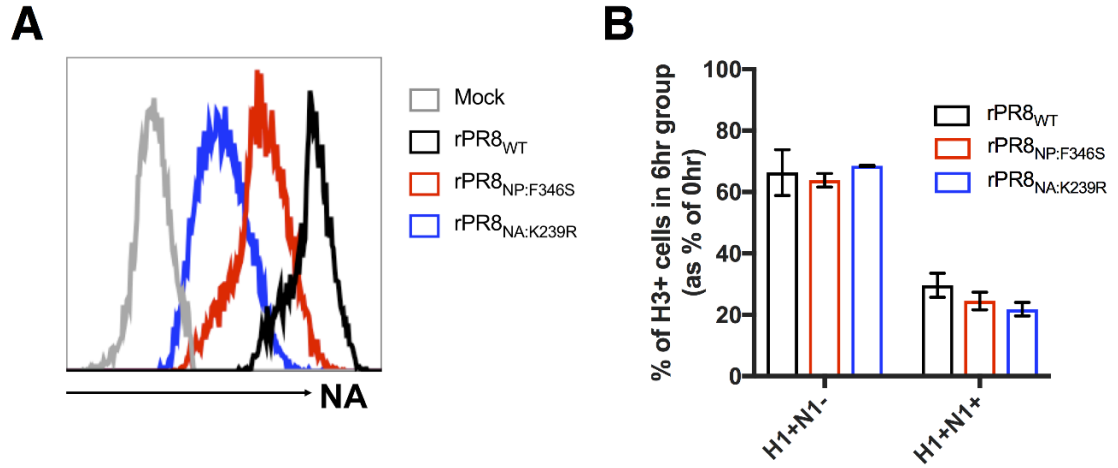 A
Mock
rPR8WT
rPR8NP:F346S
rPR8NA:K239R
NA
B
% of H3+ cells in 6hr group
(as % of 0hr)
100
80
60
40
20
0
rPR8WT
rPR8NP:F346S
rPR8NA:K239R
H1+N1-
H1+N1+